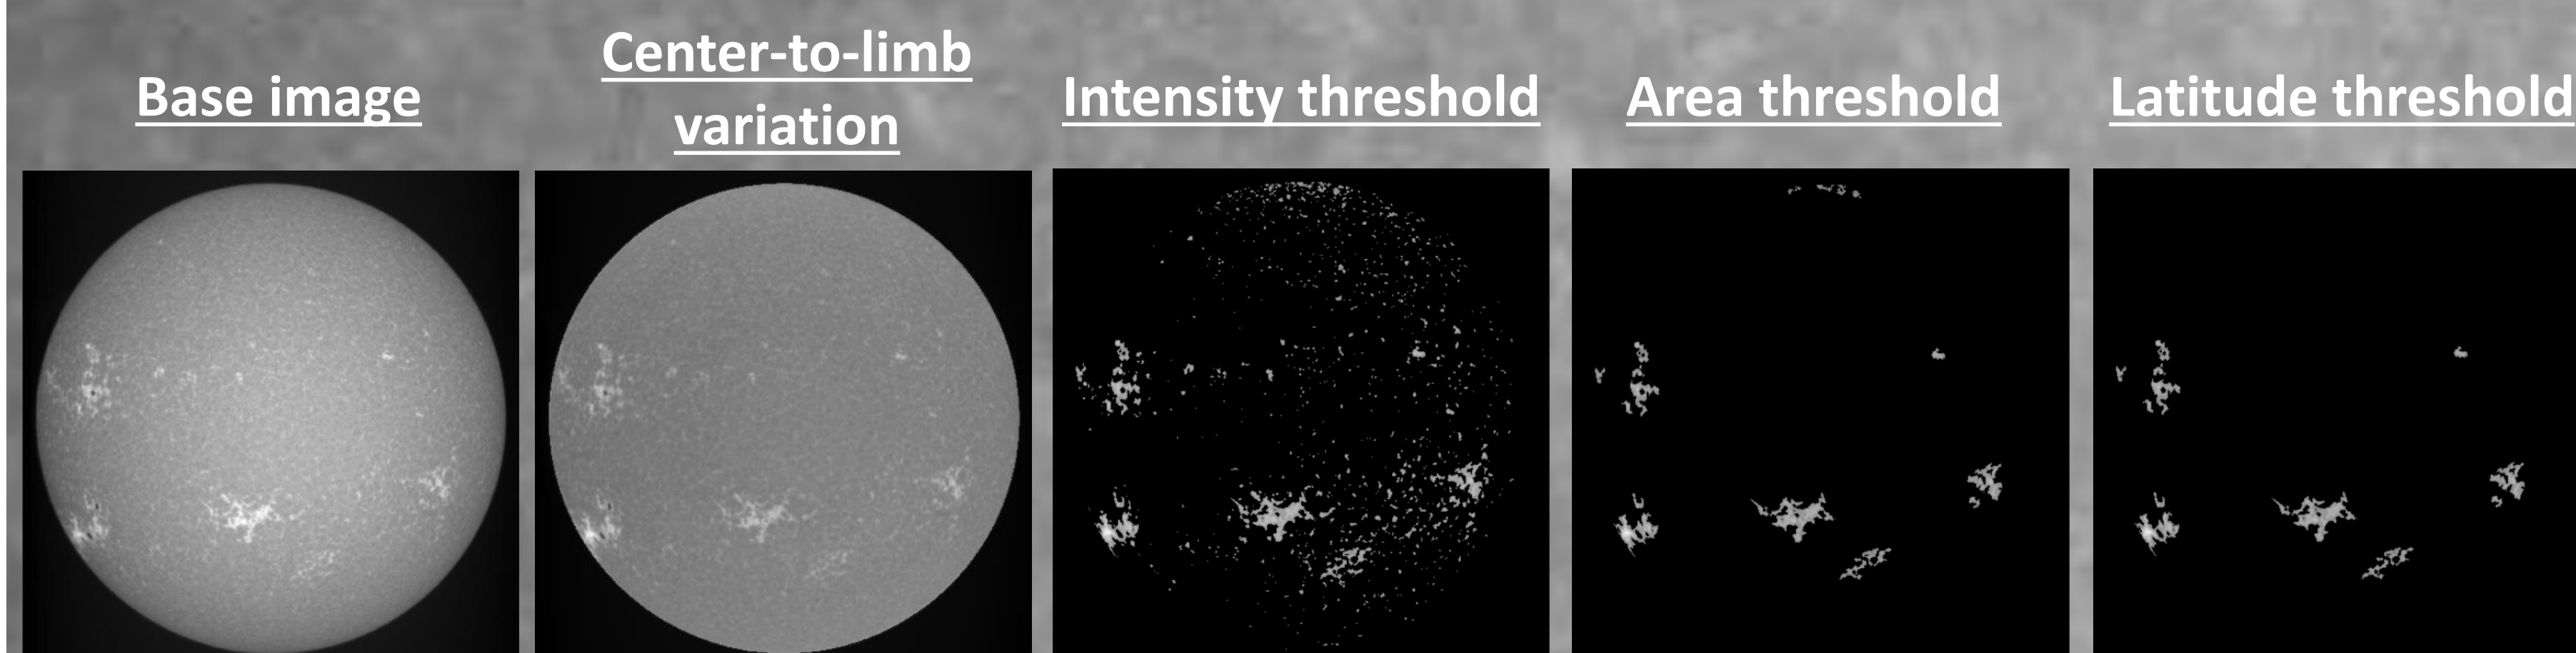 Base image
Center-to-limb
variation
Intensity threshold
Area threshold
Latitude threshold